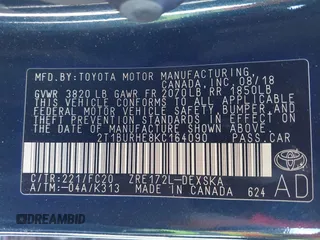 MFD.BY:TOYOTA MOTOR MANUFACTURING
CANADA,INC.08/18
GVWR 3820 LB GAWR FR 2070LB RR 1850LB
THIS VEHICLE CONFORMS TO ALL APPLICABLE
FEDERAL MOTOR VEHICLE SAFETY, BUMPER, AND
THEFT PREVENTION STANDARDS IN EFFECT ON
THE DATE OF MANUFACTURE SHOWN ABOVE.
2T1BURHE8KC164090 PASS.CAR
C/TR:221/FC20 ZRE172L-DEXSKA
A/TM:-04A/K313 MADE IN CANADA 624
AD
DREAMBID